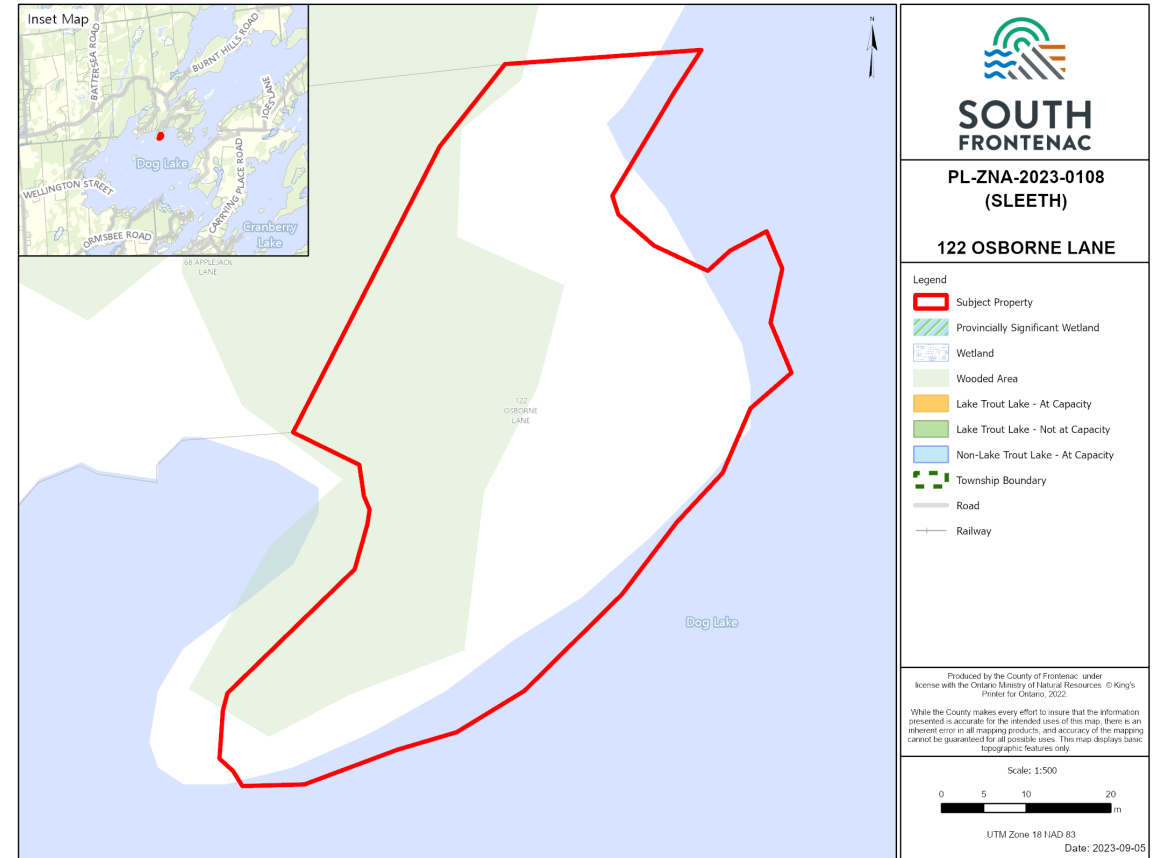 Inset Map
BATTERSEA ROAD
BURNT HILLS ROAD
JOES LANE
Dog Lake
CARRYING PLACE ROAD
WELLINGTON STREET
ORMSBEE ROAD
Cranberry
Lake
68 APPLEJACK
LANE
122
OSBORNE
LANE
Dog Lake
N
SOUTH
FRONTENAC
PL-ZNA-2023-0108
(SLEETH)
122 OSBORNE LANE
Legend
Subject Property
Provincially Significant Wetland
Wetland
Wooded Area
Lake Trout Lake - At Capacity
Lake Trout Lake - Not at Capacity
Non-Lake Trout Lake - At Capacity
Township Boundary
Road
Railway
Produced by the County of Frontenac under
license with the Ontario Ministry of Natural Resources © King's
Printer for Ontario, 2022.
While the County makes every effort to insure that the information
presented is accurate for the intended uses of this map, there is an
inherent error in all mapping products, and accuracy of the mapping
cannot be guaranteed for all possible uses. This map displays basic
topographic features only.
Scale: 1:500
0 5 10 20
m
UTM Zone 18 NAD 83
Date: 2023-09-05